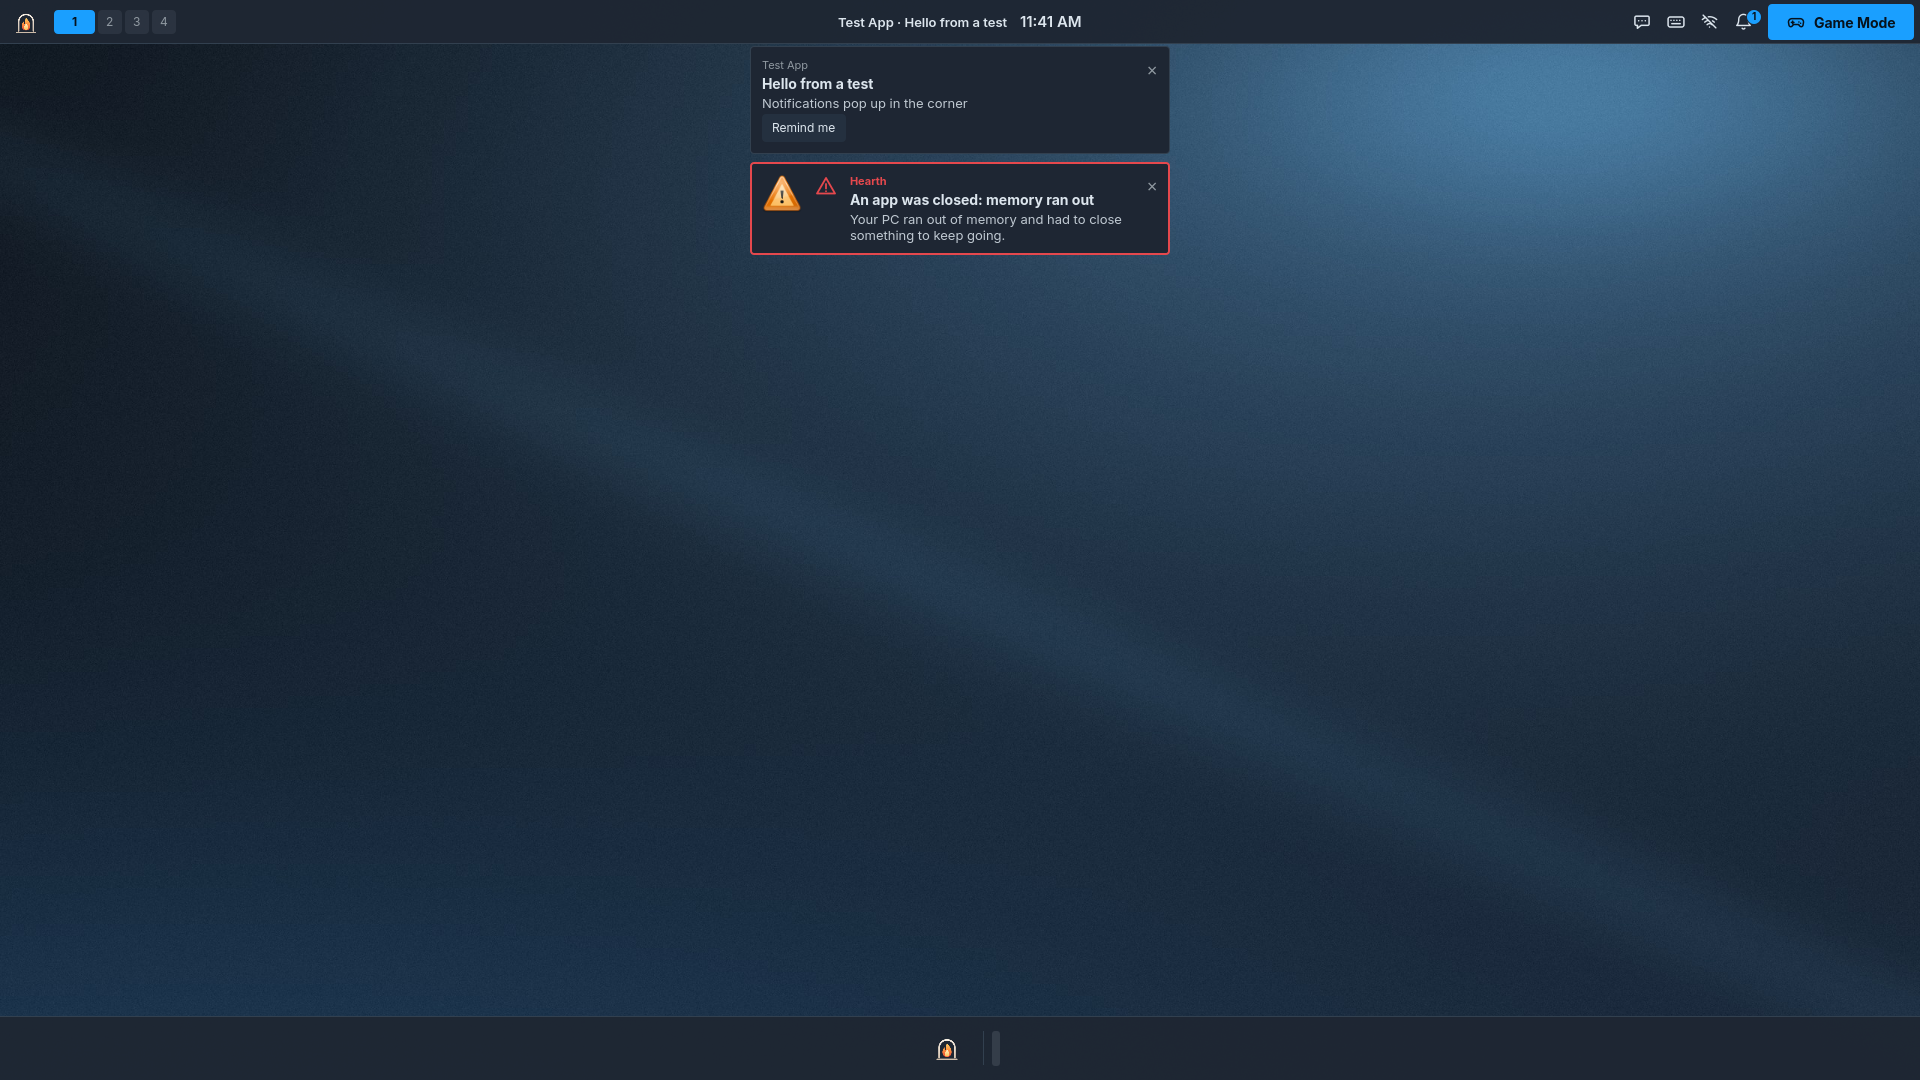 1 2 3 4
Test App · Hello from a test 11:41 AM
1
Game Mode
Test App
Hello from a test
Notifications pop up in the corner
Remind me
Hearth
An app was closed: memory ran out
Your PC ran out of memory and had to close
something to keep going.